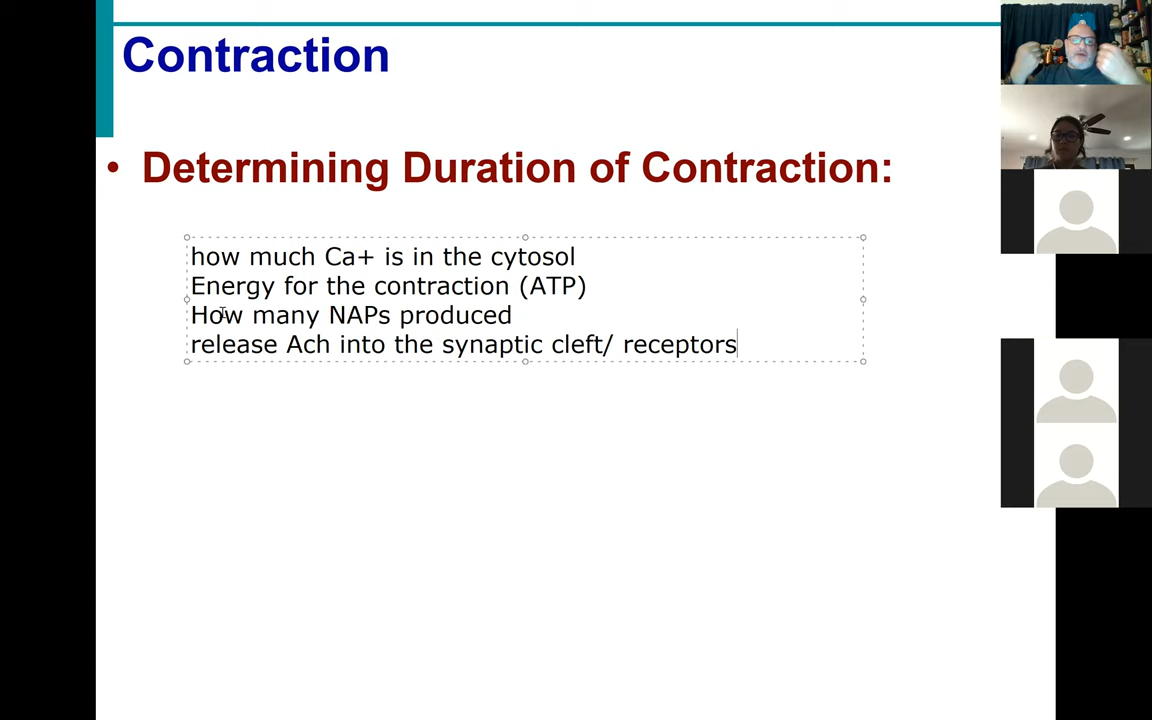 Contraction
• Determining Duration of Contraction:
how much Ca+ is in the cytosol
Energy for the contraction (ATP)
How many NAPs produced
release Ach into the synaptic cleft/ receptors